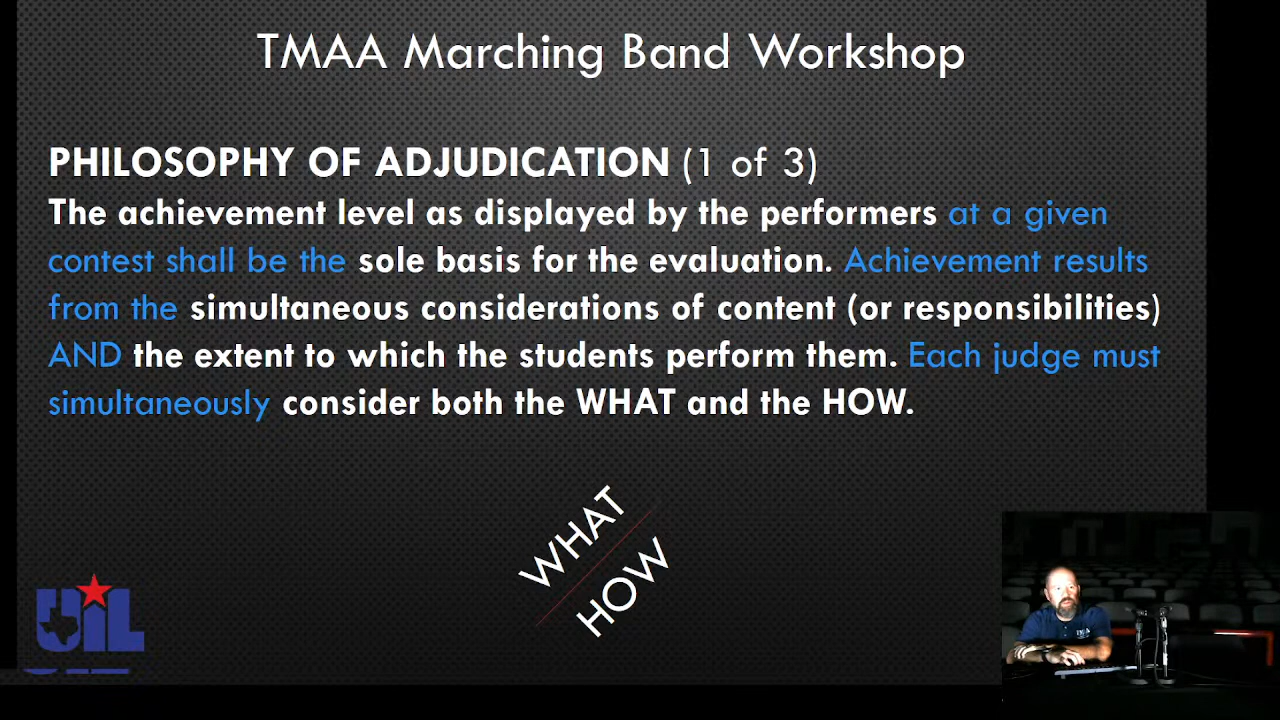 TMAA Marching Band Workshop
PHILOSOPHY OF ADJUDICATION (1 of 3)
The achievement level as displayed by the performers at a given
contest shall be the sole basis for the evaluation. Achievement results
from the simultaneous considerations of content (or responsibilities)
AND the extent to which the students perform them. Each judge must
simultaneously consider both the WHAT and the HOW.
WHAT
HOW
UIL